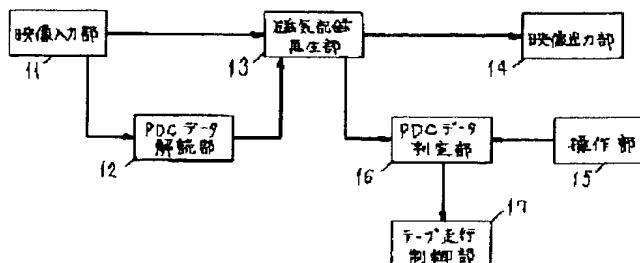 映像入力部
11
磁気記録
再生部
13
映像出力部
14
PDCデータ
解読部
12
PDCデータ
判定部
16
操作部
15
テープ走行
制御部
17